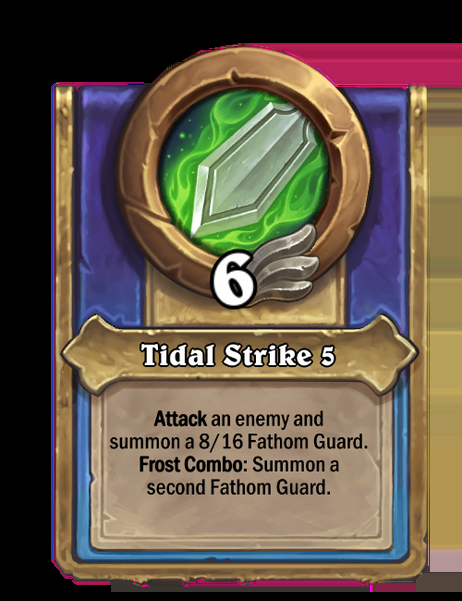 6
Tidal Strike 5
Attack an enemy and
summon a 8/16 Fathom Guard.
Frost Combo: Summon a
second Fathom Guard.